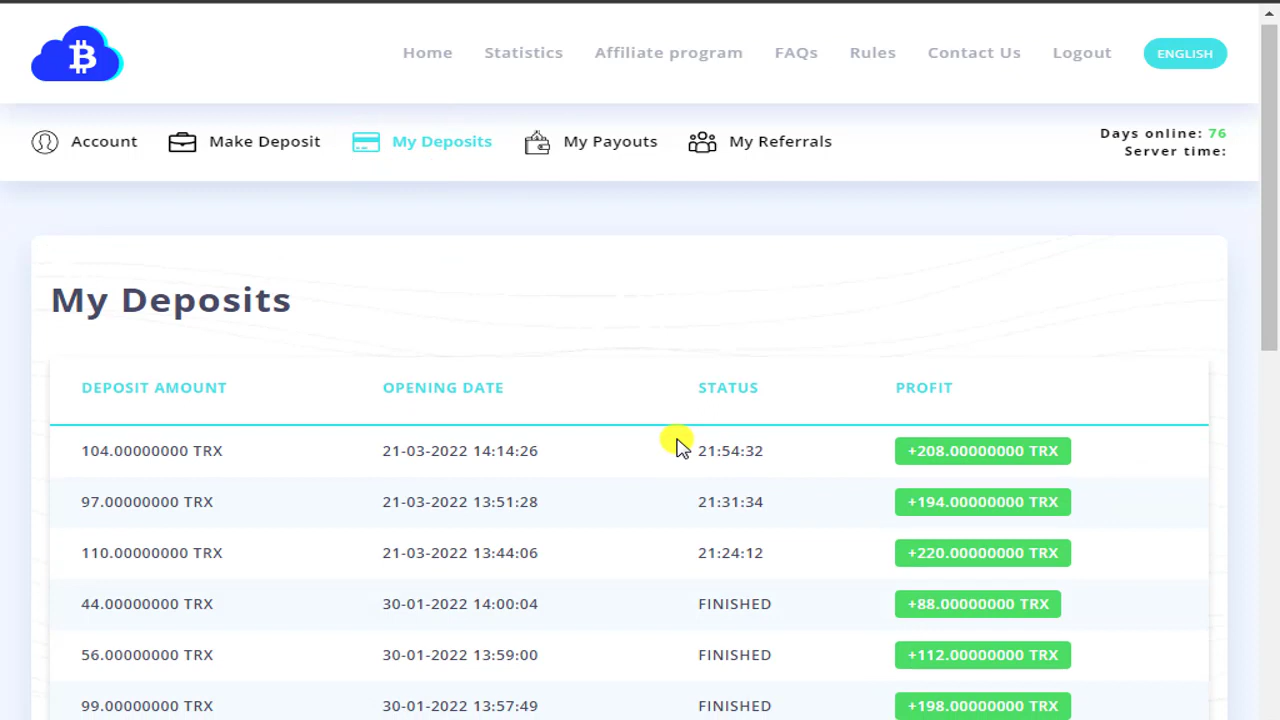 Home Statistics Affiliate program FAQs Rules Contact Us Logout ENGLISH
Account Make Deposit My Deposits My Payouts My Referrals
Days online: 76
Server time:
My Deposits
DEPOSIT AMOUNT OPENING DATE STATUS PROFIT
104.00000000 TRX 21-03-2022 14:14:26 21:54:32 +208.00000000 TRX
97.00000000 TRX 21-03-2022 13:51:28 21:31:34 +194.00000000 TRX
110.00000000 TRX 21-03-2022 13:44:06 21:24:12 +220.00000000 TRX
44.00000000 TRX 30-01-2022 14:00:04 FINISHED +88.00000000 TRX
56.00000000 TRX 30-01-2022 13:59:00 FINISHED +112.00000000 TRX
99.00000000 TRX 30-01-2022 13:57:49 FINISHED +198.00000000 TRX